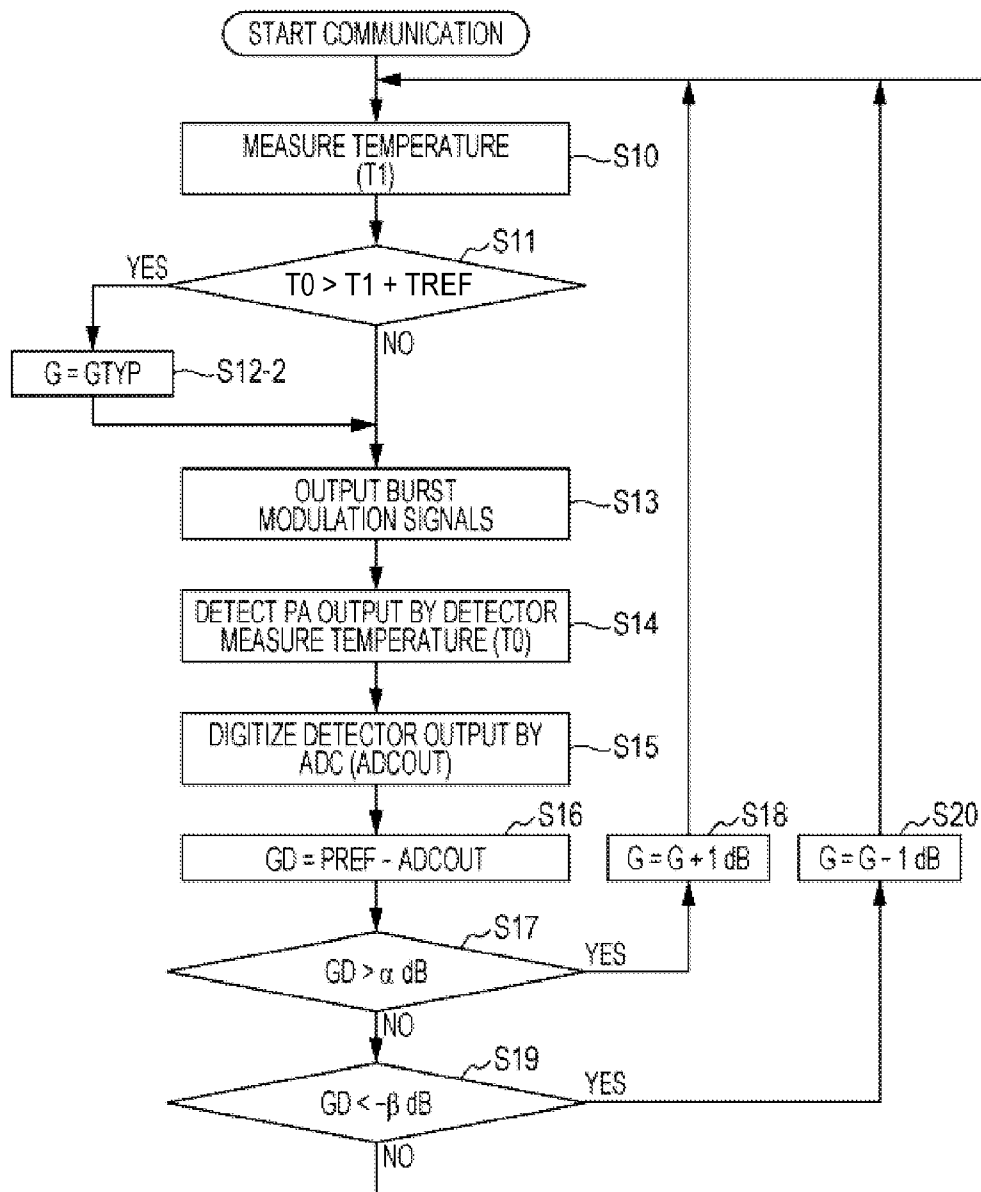 START COMMUNICATION
MEASURE TEMPERATURE
(T1)
S10
S11
YES
T0 > T1 + TREF
NO
G = GTYP
S12-2
OUTPUT BURST
MODULATION SIGNALS
S13
DETECT PA OUTPUT BY DETECTOR
MEASURE TEMPERATURE (T0)
S14
DIGITIZE DETECTOR OUTPUT BY
ADC (ADCOUT)
S15
S16
GD = PREF - ADCOUT
S18
G = G + 1 dB
S20
G = G - 1 dB
S17
GD > α dB
YES
NO
S19
GD < -β dB
YES
NO